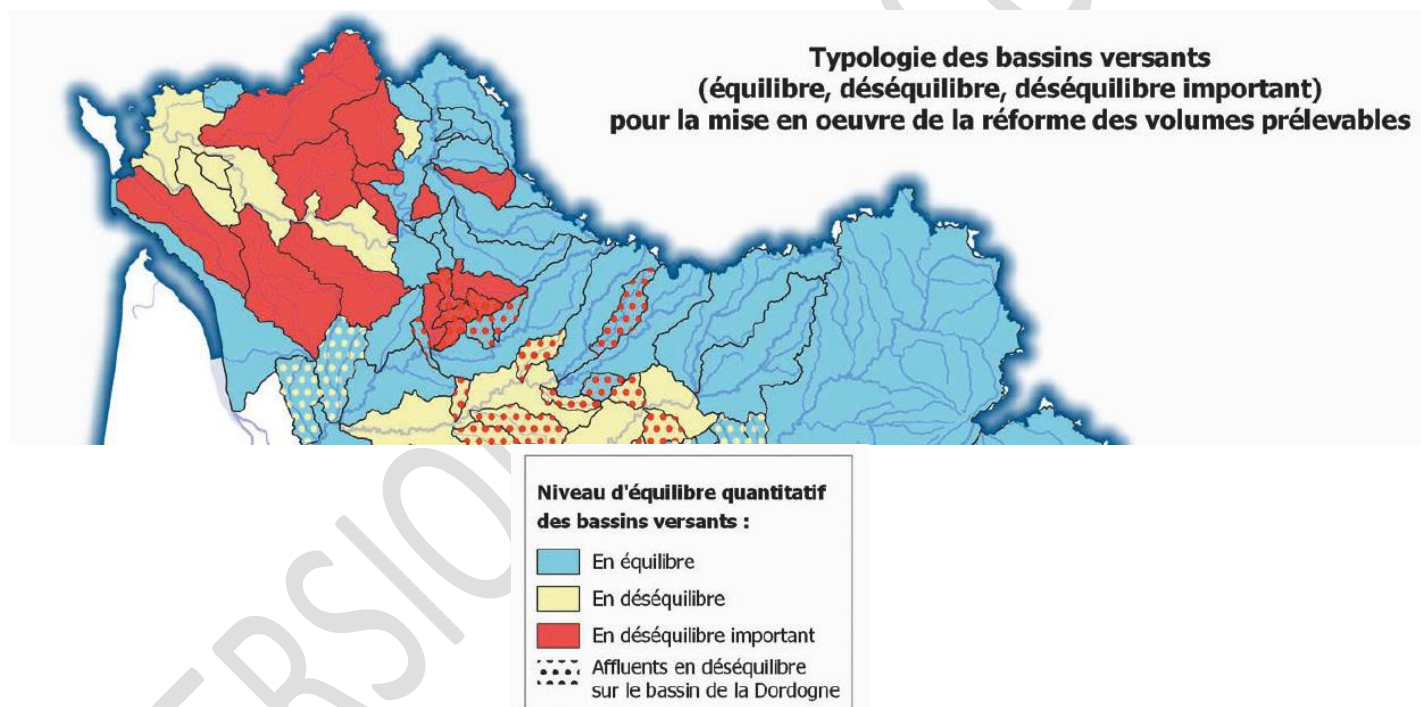 Typologie des bassins versants
(équilibre, déséquilibre, déséquilibre important)
pour la mise en oeuvre de la réforme des volumes prélevables
Niveau d'équilibre quantitatif
des bassins versants :
En équilibre
En déséquilibre
En déséquilibre important
Affluents en déséquilibre
sur le bassin de la Dordogne